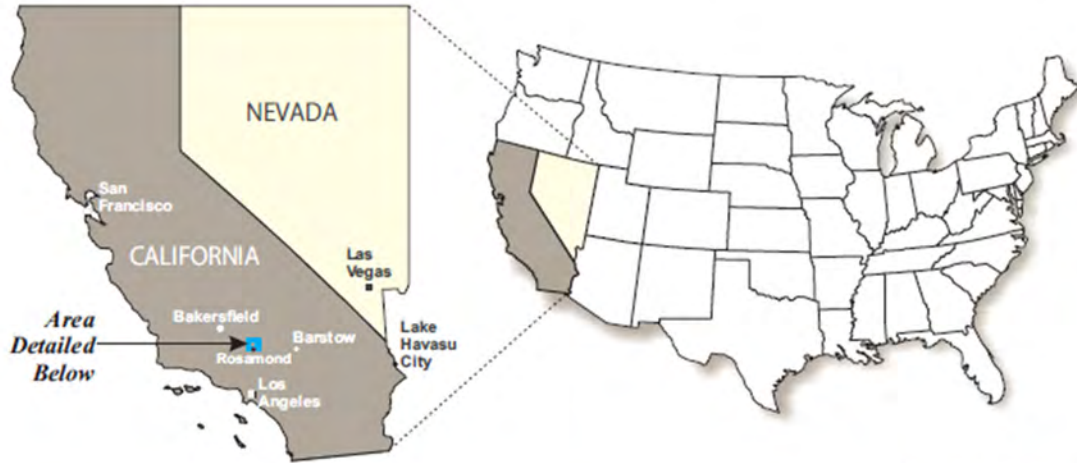 NEVADA
San
Francisco
CALIFORNIA
Las
Vegas
Bakersfield
Area
Detailed
Below
Barstow
Rosamond
Lake
Havasu
City
Los
Angeles